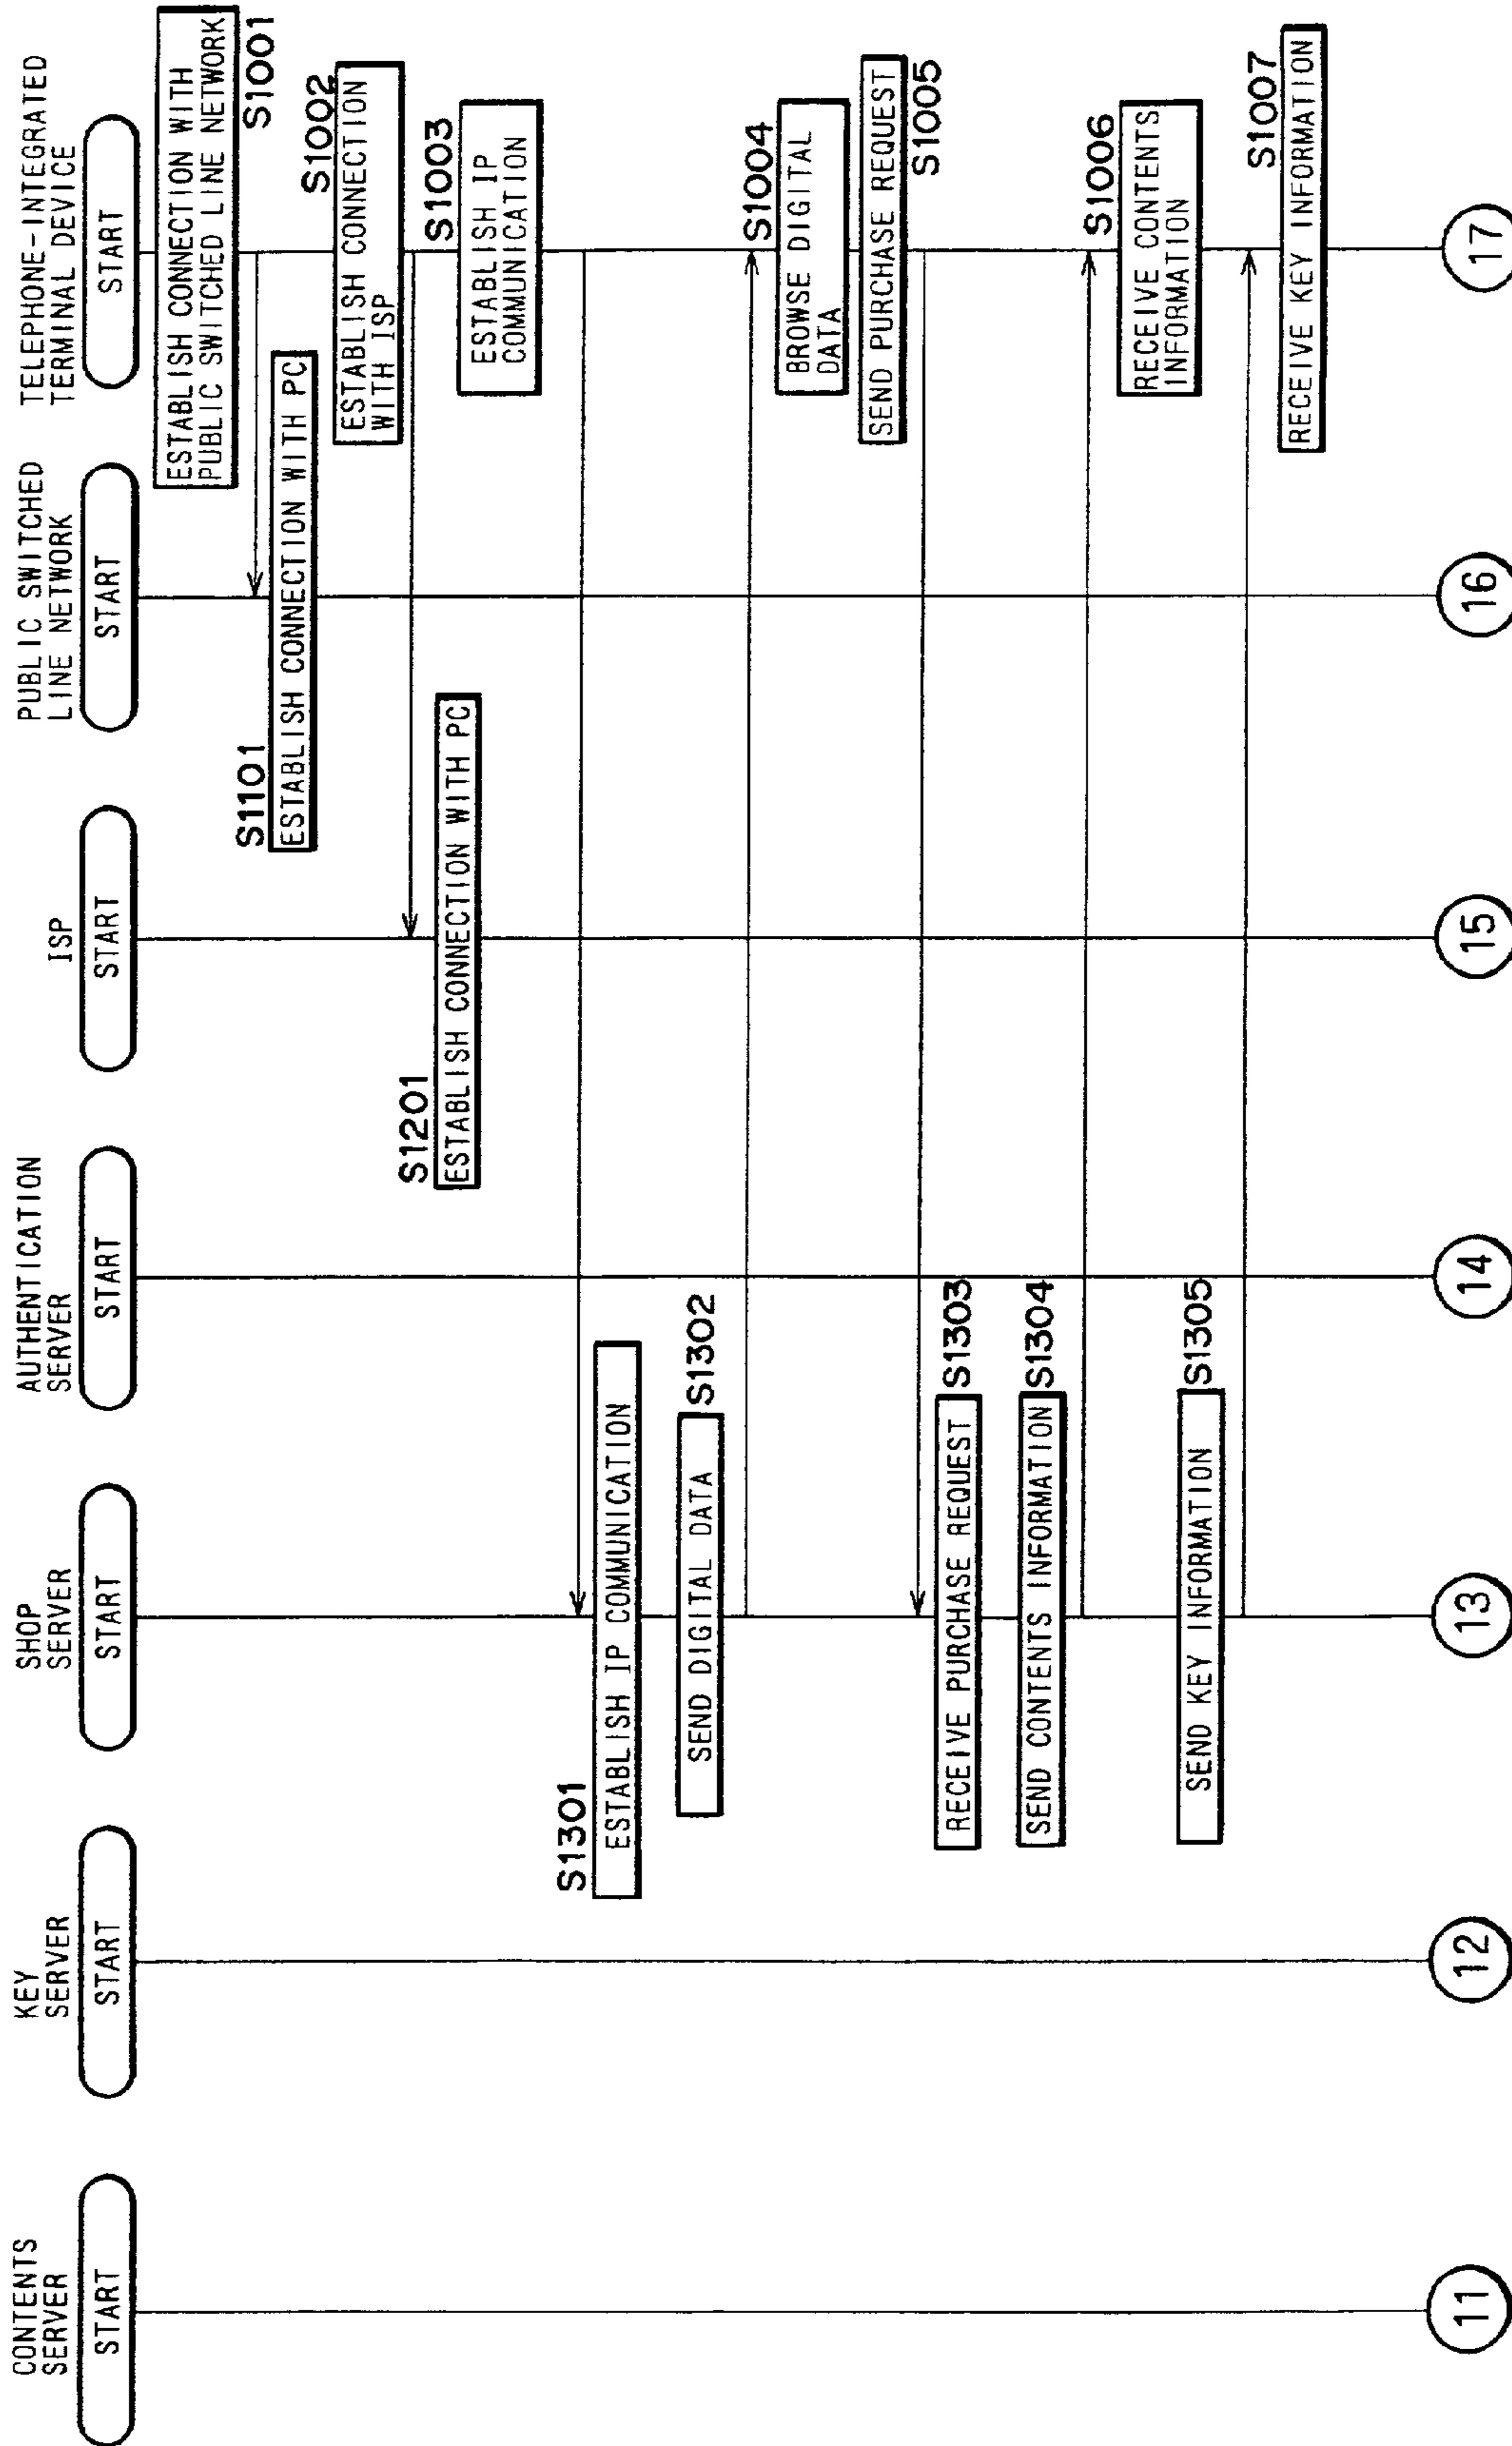 CONTENTS
SERVER
START
KEY
SERVER
START
SHOP
SERVER
START
AUTHENTICATION
SERVER
START
ISP
START
PUBLIC SWITCHED
LINE NETWORK
START
TELEPHONE-INTEGRATED
TERMINAL DEVICE
START
ESTABLISH CONNECTION WITH
PUBLIC SWITCHED LINE NETWORK
S1001
S1101
ESTABLISH CONNECTION WITH PC
S1002
ESTABLISH CONNECTION
WITH ISP
S1201
ESTABLISH CONNECTION WITH PC
S1003
ESTABLISH IP
COMMUNICATION
S1301
ESTABLISH IP COMMUNICATION
SEND DIGITAL DATA
S1302
S1004
BROWSE DIGITAL
DATA
SEND PURCHASE REQUEST
S1005
RECEIVE PURCHASE REQUEST
S1303
SEND CONTENTS INFORMATION
S1304
S1006
RECEIVE CONTENTS
INFORMATION
SEND KEY INFORMATION
S1305
S1007
RECEIVE KEY INFORMATION
11
12
13
14
15
16
17